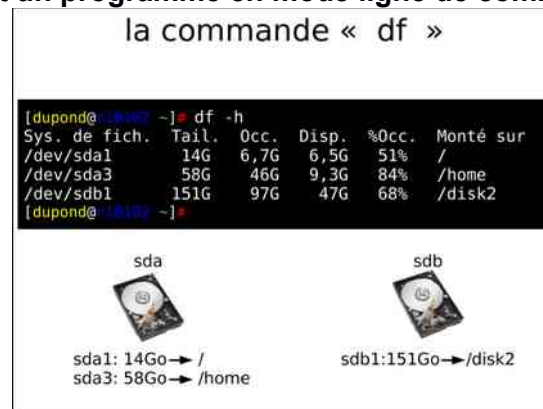 un programme en mode ligne de
la commande « df »
[dupond@ ~]# df -h
Sys. de fich. Tail. Occ. Disp. %Occ. Monté sur
/dev/sda1 14G 6,7G 6,5G 51% /
/dev/sda3 58G 46G 9,3G 84% /home
/dev/sdb1 151G 97G 47G 68% /disk2
[dupond@ ~]#
sda sdb
sda1: 14Go→ / sdb1:151Go→/disk2
sda3: 58Go→ /home